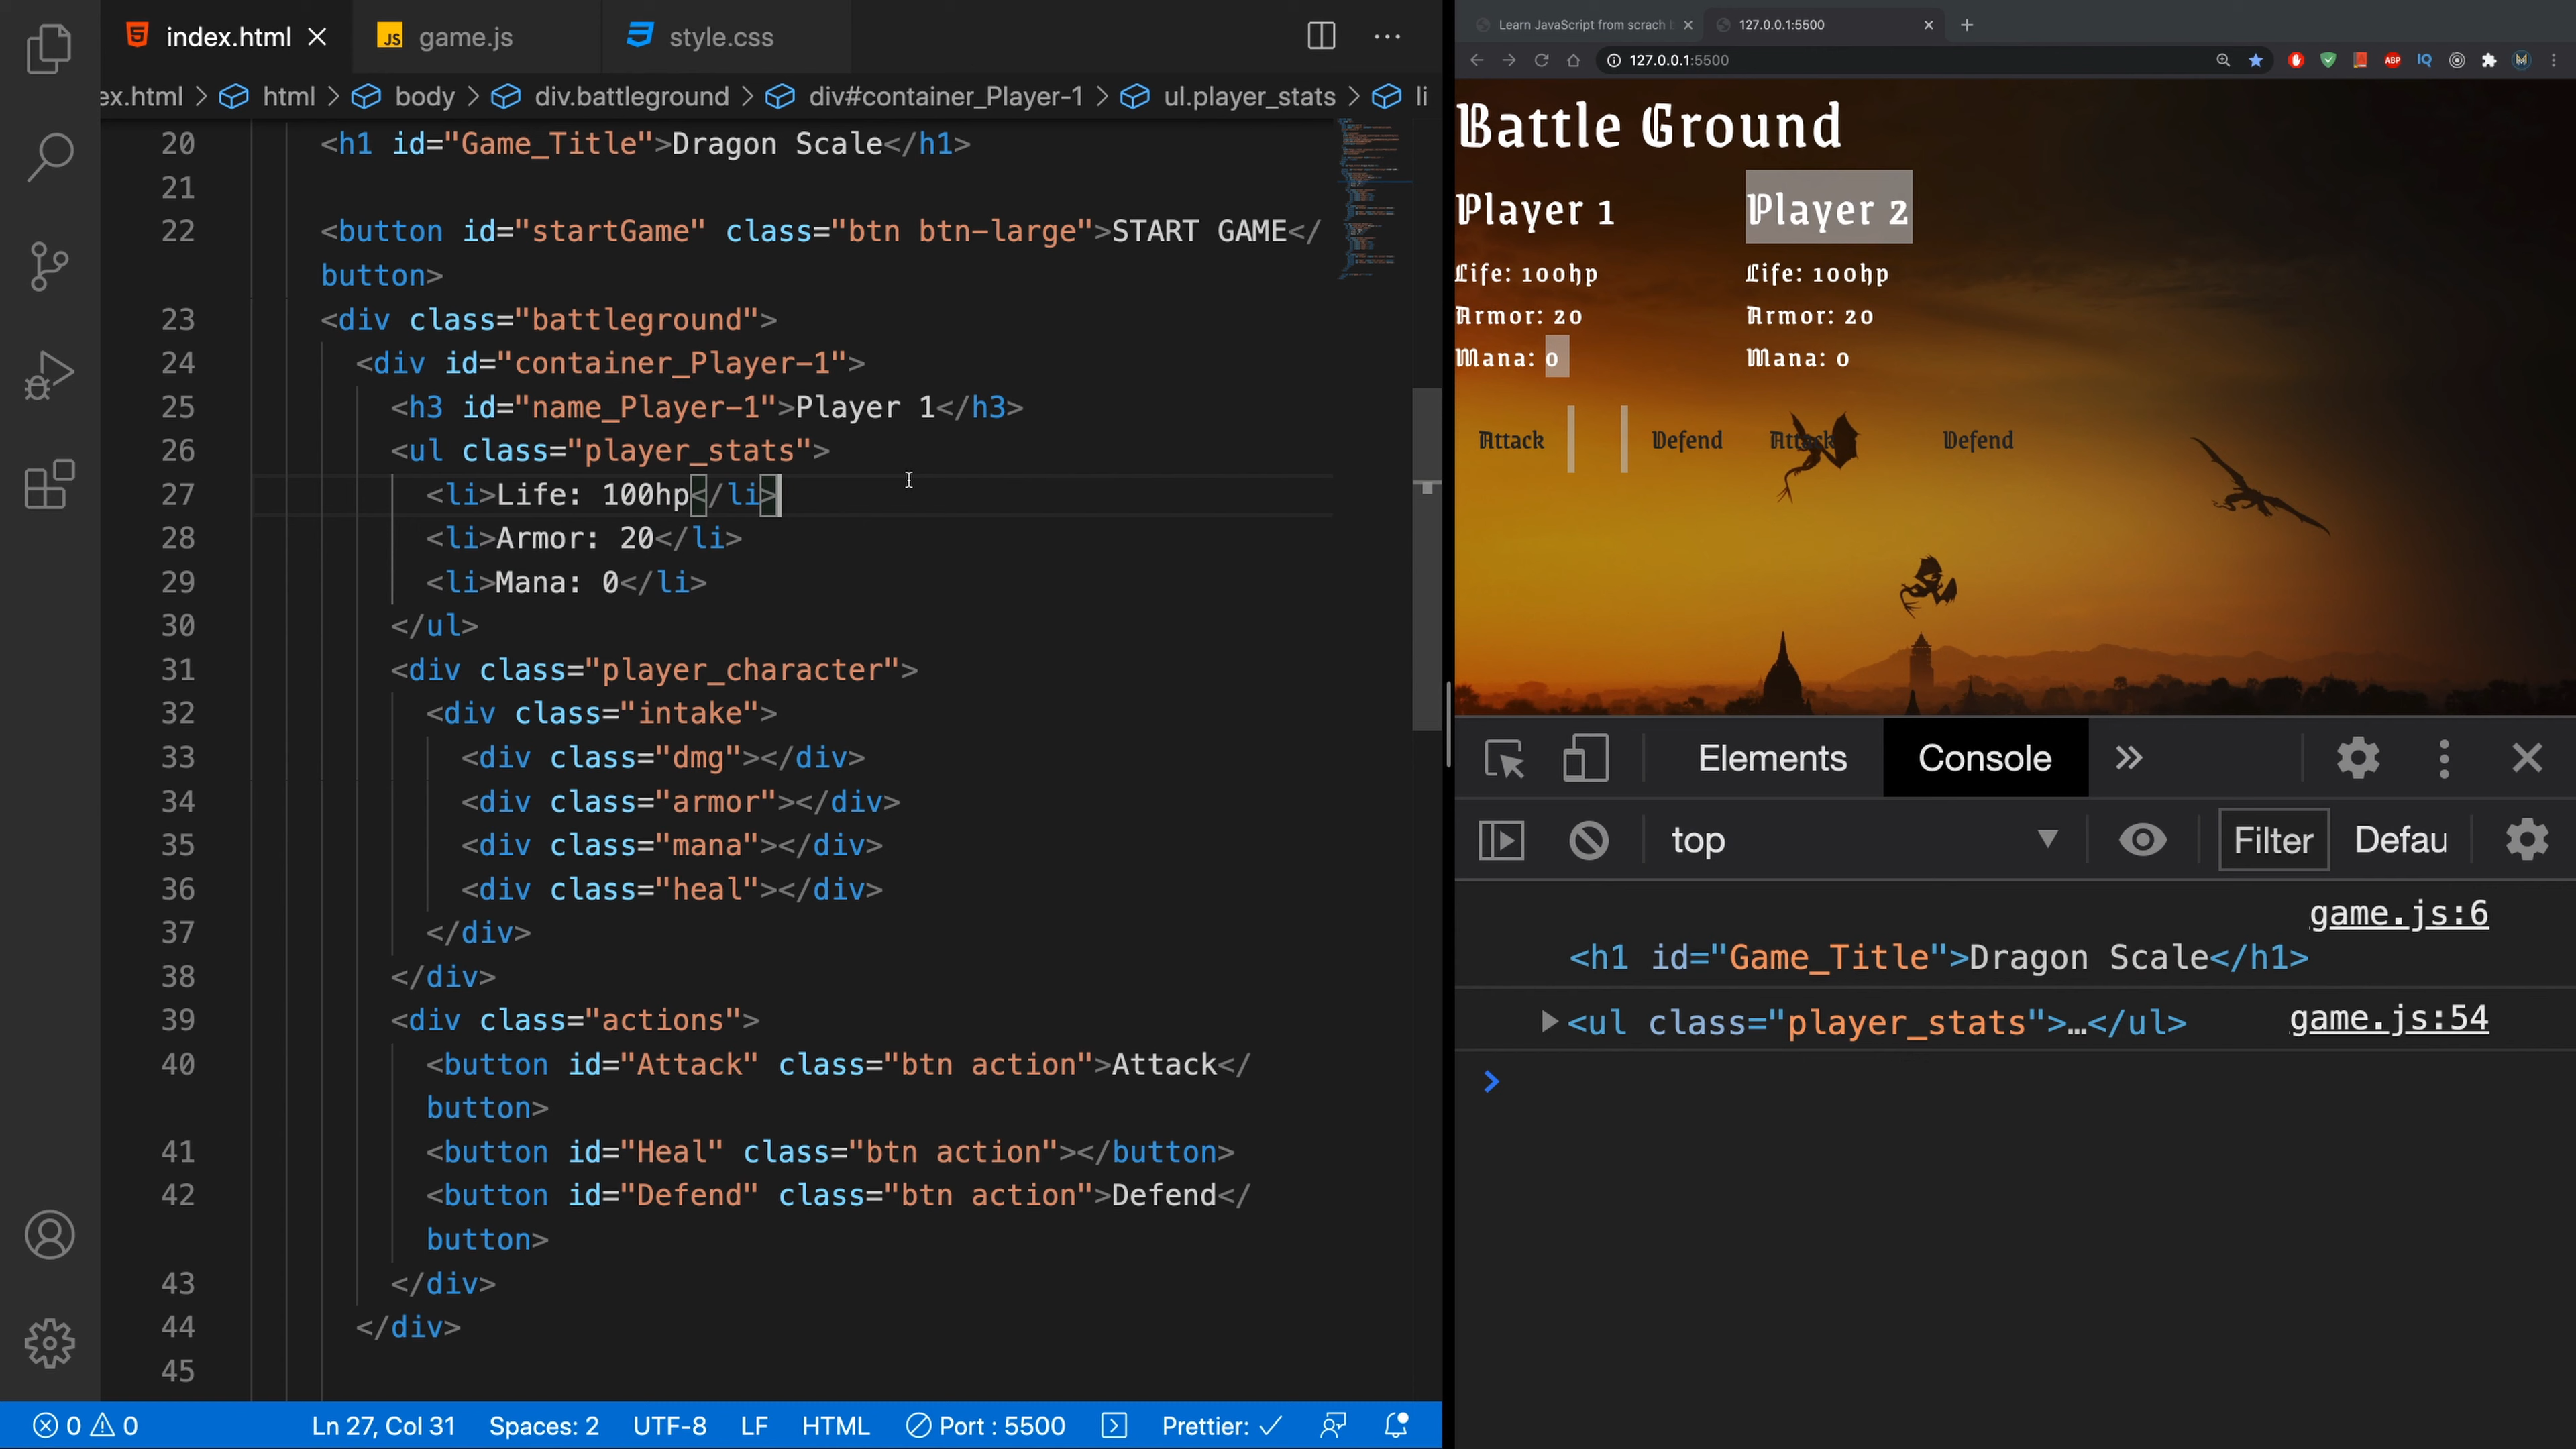 index.html
game.js
style.css
ex.html > html > body > div.battleground > div#container_Player-1 > ul.player_stats > li
20 <h1 id="Game_Title">Dragon Scale</h1>
21
22 <button id="startGame" class="btn btn-large">START GAME</
button>
23 <div class="battleground">
24 <div id="container_Player-1">
25 <h3 id="name_Player-1">Player 1</h3>
26 <ul class="player_stats">
27 <li>Life: 100hp</li>
28 <li>Armor: 20</li>
29 <li>Mana: 0</li>
30 </ul>
31 <div class="player_character">
32 <div class="intake">
33 <div class="dmg"></div>
34 <div class="armor"></div>
35 <div class="mana"></div>
36 <div class="heal"></div>
37 </div>
38 </div>
39 <div class="actions">
40 <button id="Attack" class="btn action">Attack</
button>
41 <button id="Heal" class="btn action"></button>
42 <button id="Defend" class="btn action">Defend</
button>
43 </div>
44 </div>
45
0 0 Ln 27, Col 31 Spaces: 2 UTF-8 LF HTML Port : 5500 Prettier: ✓
Learn JavaScript from scrach b
127.0.0.1:5500
127.0.0.1:5500
ABP
IQ
Battle Ground
Player 1 Player 2
Life: 100hp Life: 100hp
Armor: 20 Armor: 20
Mana: 0 Mana: 0
Attack Defend Attack Defend
Elements Console »
top Filter Defau
game.js:6
<h1 id="Game_Title">Dragon Scale</h1>
<ul class="player_stats">…</ul> game.js:54
>